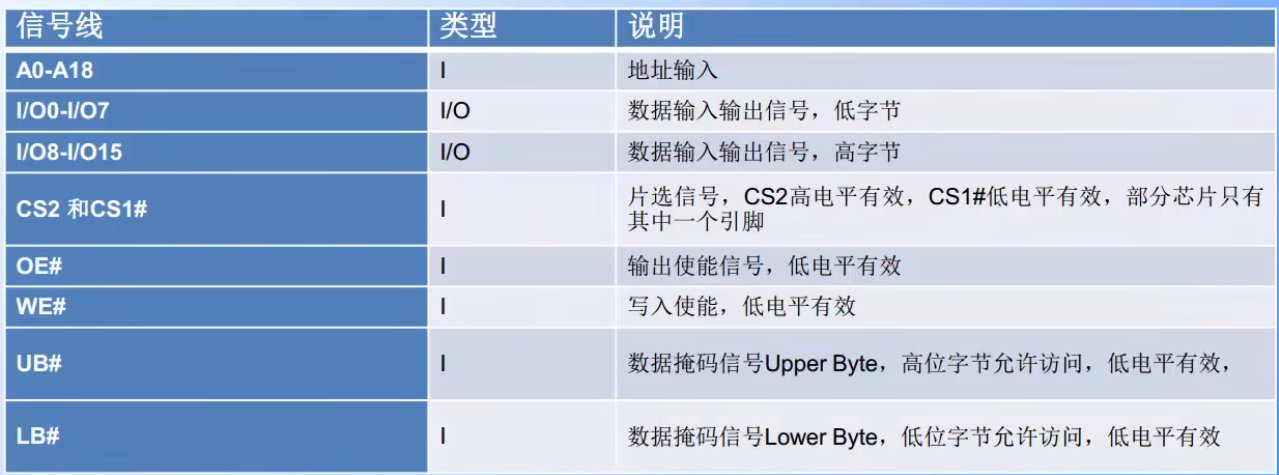 信号线 类型 说明
A0-A18 I 地址输入
I/O0-I/O7 I/O 数据输入输出信号，低字节
I/O8-I/O15 I/O 数据输入输出信号，高字节
CS2 和CS1# I 片选信号，CS2高电平有效，CS1#低电平有效，部分芯片只有
其中一个引脚
OE# I 输出使能信号，低电平有效
WE# I 写入使能，低电平有效
UB# I 数据掩码信号Upper Byte，高位字节允许访问，低电平有效，
LB# I 数据掩码信号Lower Byte，低位字节允许访问，低电平有效